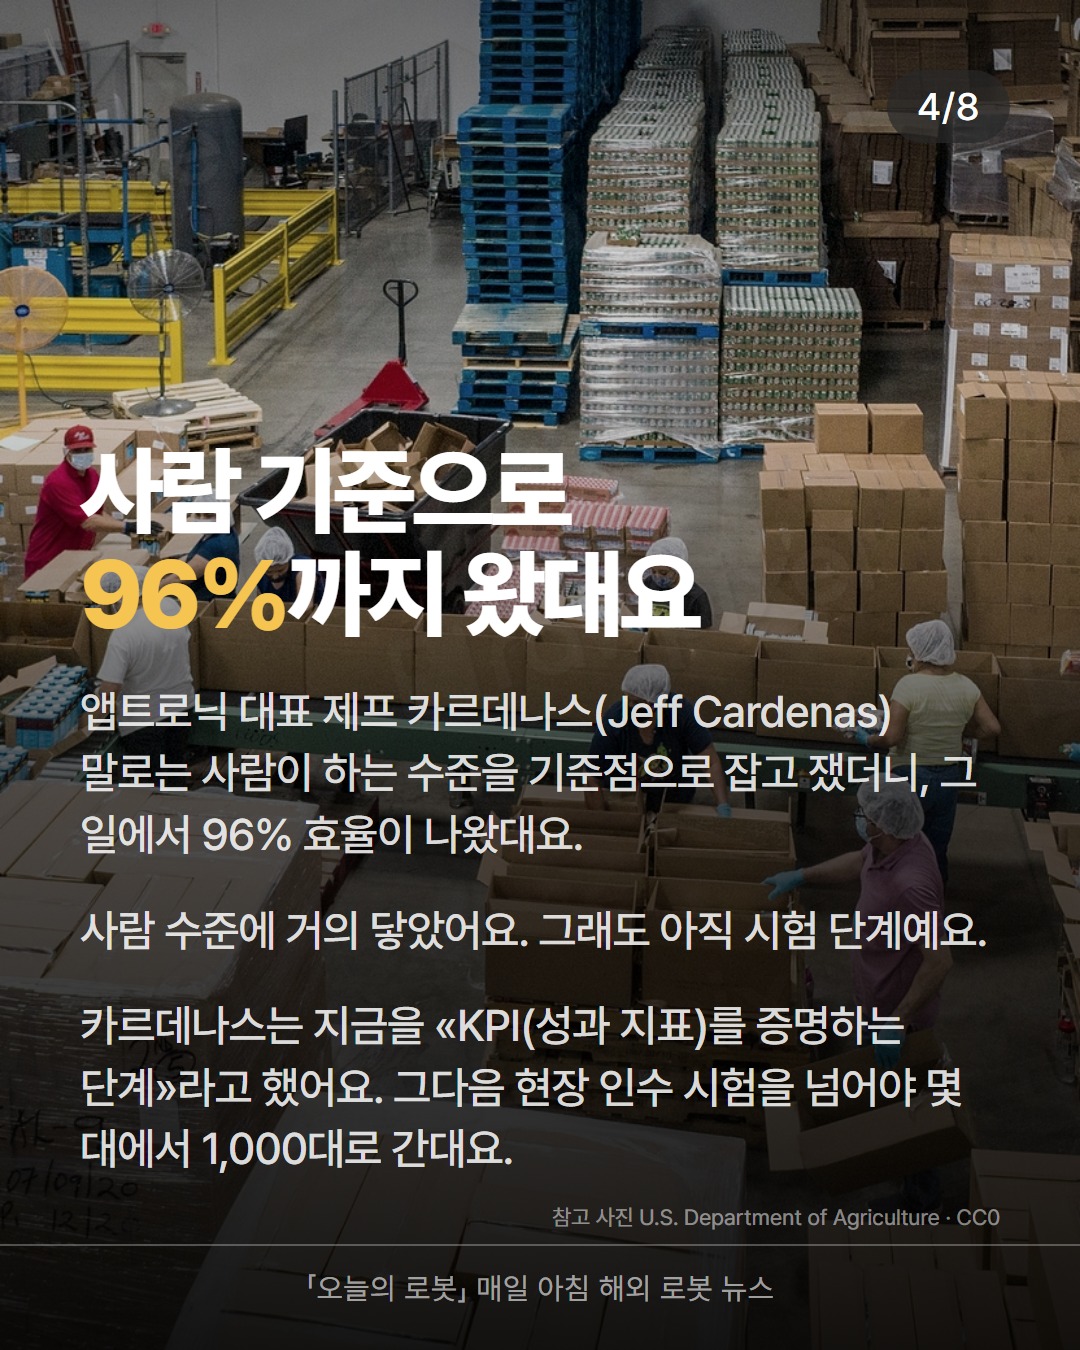 4/8
사람 기준으로
96%까지 왔대요
앱트로닉 대표 제프 카르데나스(Jeff Cardenas)
말로는 사람이 하는 수준을 기준점으로 잡고 쟀더니, 그
일에서 96% 효율이 나왔대요.
사람 수준에 거의 닿았어요. 그래도 아직 시험 단계예요.
카르데나스는 지금을 «KPI(성과 지표)를 증명하는
단계»라고 했어요. 그다음 현장 인수 시험을 넘어야 몇
대에서 1,000대로 간대요.
07/09/20
참고 사진 U.S. Department of Agriculture · CC0
「오늘의 로봇」 매일 아침 해외 로봇 뉴스